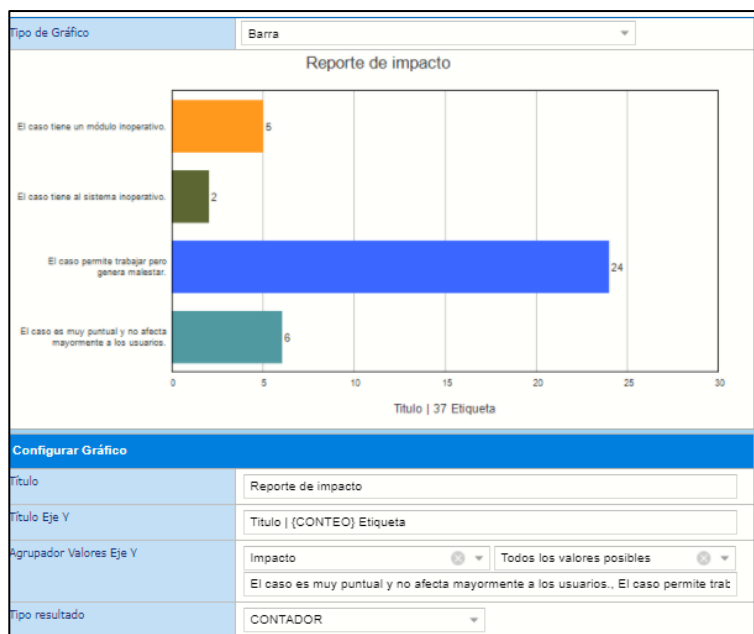 Tipo de Gráfico
Barra
Reporte de impacto
El caso tiene un módulo inoperativo.
5
El caso tiene al sistema inoperativo.
2
El caso permite trabajar pero
genera malestar.
24
El caso es muy puntual y no afecta
mayormente a los usuarios.
6
0 5 10 15 20 25 30
Titulo | 37 Etiqueta
Configurar Gráfico
Título
Reporte de impacto
Título Eje Y
Titulo | {CONTEO} Etiqueta
Agrupador Valores Eje Y
Impacto
Todos los valores posibles
El caso es muy puntual y no afecta mayormente a los usuarios., El caso permite
Tipo resultado
CONTADOR